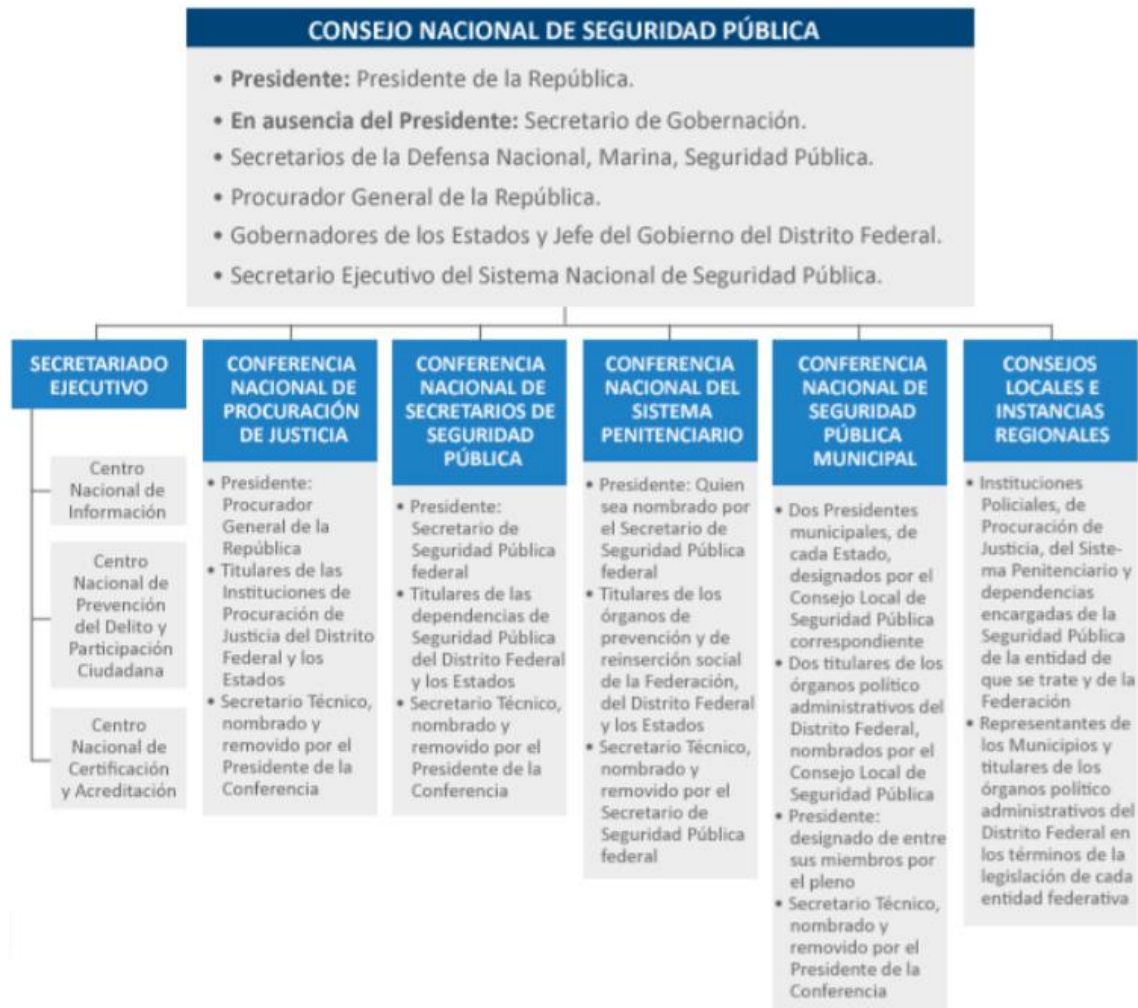 CONSEJO NACIONAL DE SEGURIDAD PÚBLICA
• Presidente: Presidente de la República.
• En ausencia del Presidente: Secretario de Gobernación.
• Secretarios de la Defensa Nacional, Marina, Seguridad Pública.
• Procurador General de la República.
• Gobernadores de los Estados y Jefe del Gobierno del Distrito Federal.
• Secretario Ejecutivo del Sistema Nacional de Seguridad Pública.
SECRETARIADO
EJECUTIVO
Centro
Nacional de
Información
Centro
Nacional de
Prevención
del Delito y
Participación
Ciudadana
Centro
Nacional de
Certificación
y Acreditación
CONFERENCIA
NACIONAL DE
PROCURACIÓN
DE JUSTICIA
• Presidente:
Procurador
General de la
República
• Titulares de las
Instituciones de
Procuración de
Justicia del Distrito
Federal y los
Estados
• Secretario Técnico,
nombrado y
removido por el
Presidente de la
Conferencia
CONFERENCIA
NACIONAL DE
SECRETARIOS DE
SEGURIDAD
PÚBLICA
• Presidente:
Secretario de
Seguridad Pública
federal
• Titulares de las
dependencias de
Seguridad Pública
del Distrito Federal
y los Estados
• Secretario Técnico,
nombrado y
removido por el
Presidente de la
Conferencia
CONFERENCIA
NACIONAL DEL
SISTEMA
PENITENCIARIO
• Presidente: Quien
sea nombrado por
el Secretario de
Seguridad Pública
federal
• Titulares de los
órganos de
prevención y de
reinserción social
de la Federación,
del Distrito Federal
y los Estados
• Secretario Técnico,
nombrado y
removido por el
Secretario de
Seguridad Pública
federal
CONFERENCIA
NACIONAL DE
SEGURIDAD
PÚBLICA
MUNICIPAL
• Dos Presidentes
municipales, de
cada Estado,
designados por el
Consejo Local de
Seguridad Pública
correspondiente
• Dos titulares de los
órganos político
administrativos del
Distrito Federal,
nombrados por el
Consejo Local de
Seguridad Pública
• Presidente:
designado de entre
sus miembros por
el pleno
• Secretario Técnico,
nombrado y
removido por el
Presidente de la
Conferencia
CONSEJOS
LOCALES E
INSTANCIAS
REGIONALES
• Instituciones
Policiales, de
Procuración de
Justicia, del Siste-
ma Penitenciario y
dependencias
encargadas de la
Seguridad Pública
de la entidad de
que se trate y de la
Federación
• Representantes de
los Municipios y
titulares de los
órganos político
administrativos del
Distrito Federal en
los términos de la
legislación de cada
entidad federativa